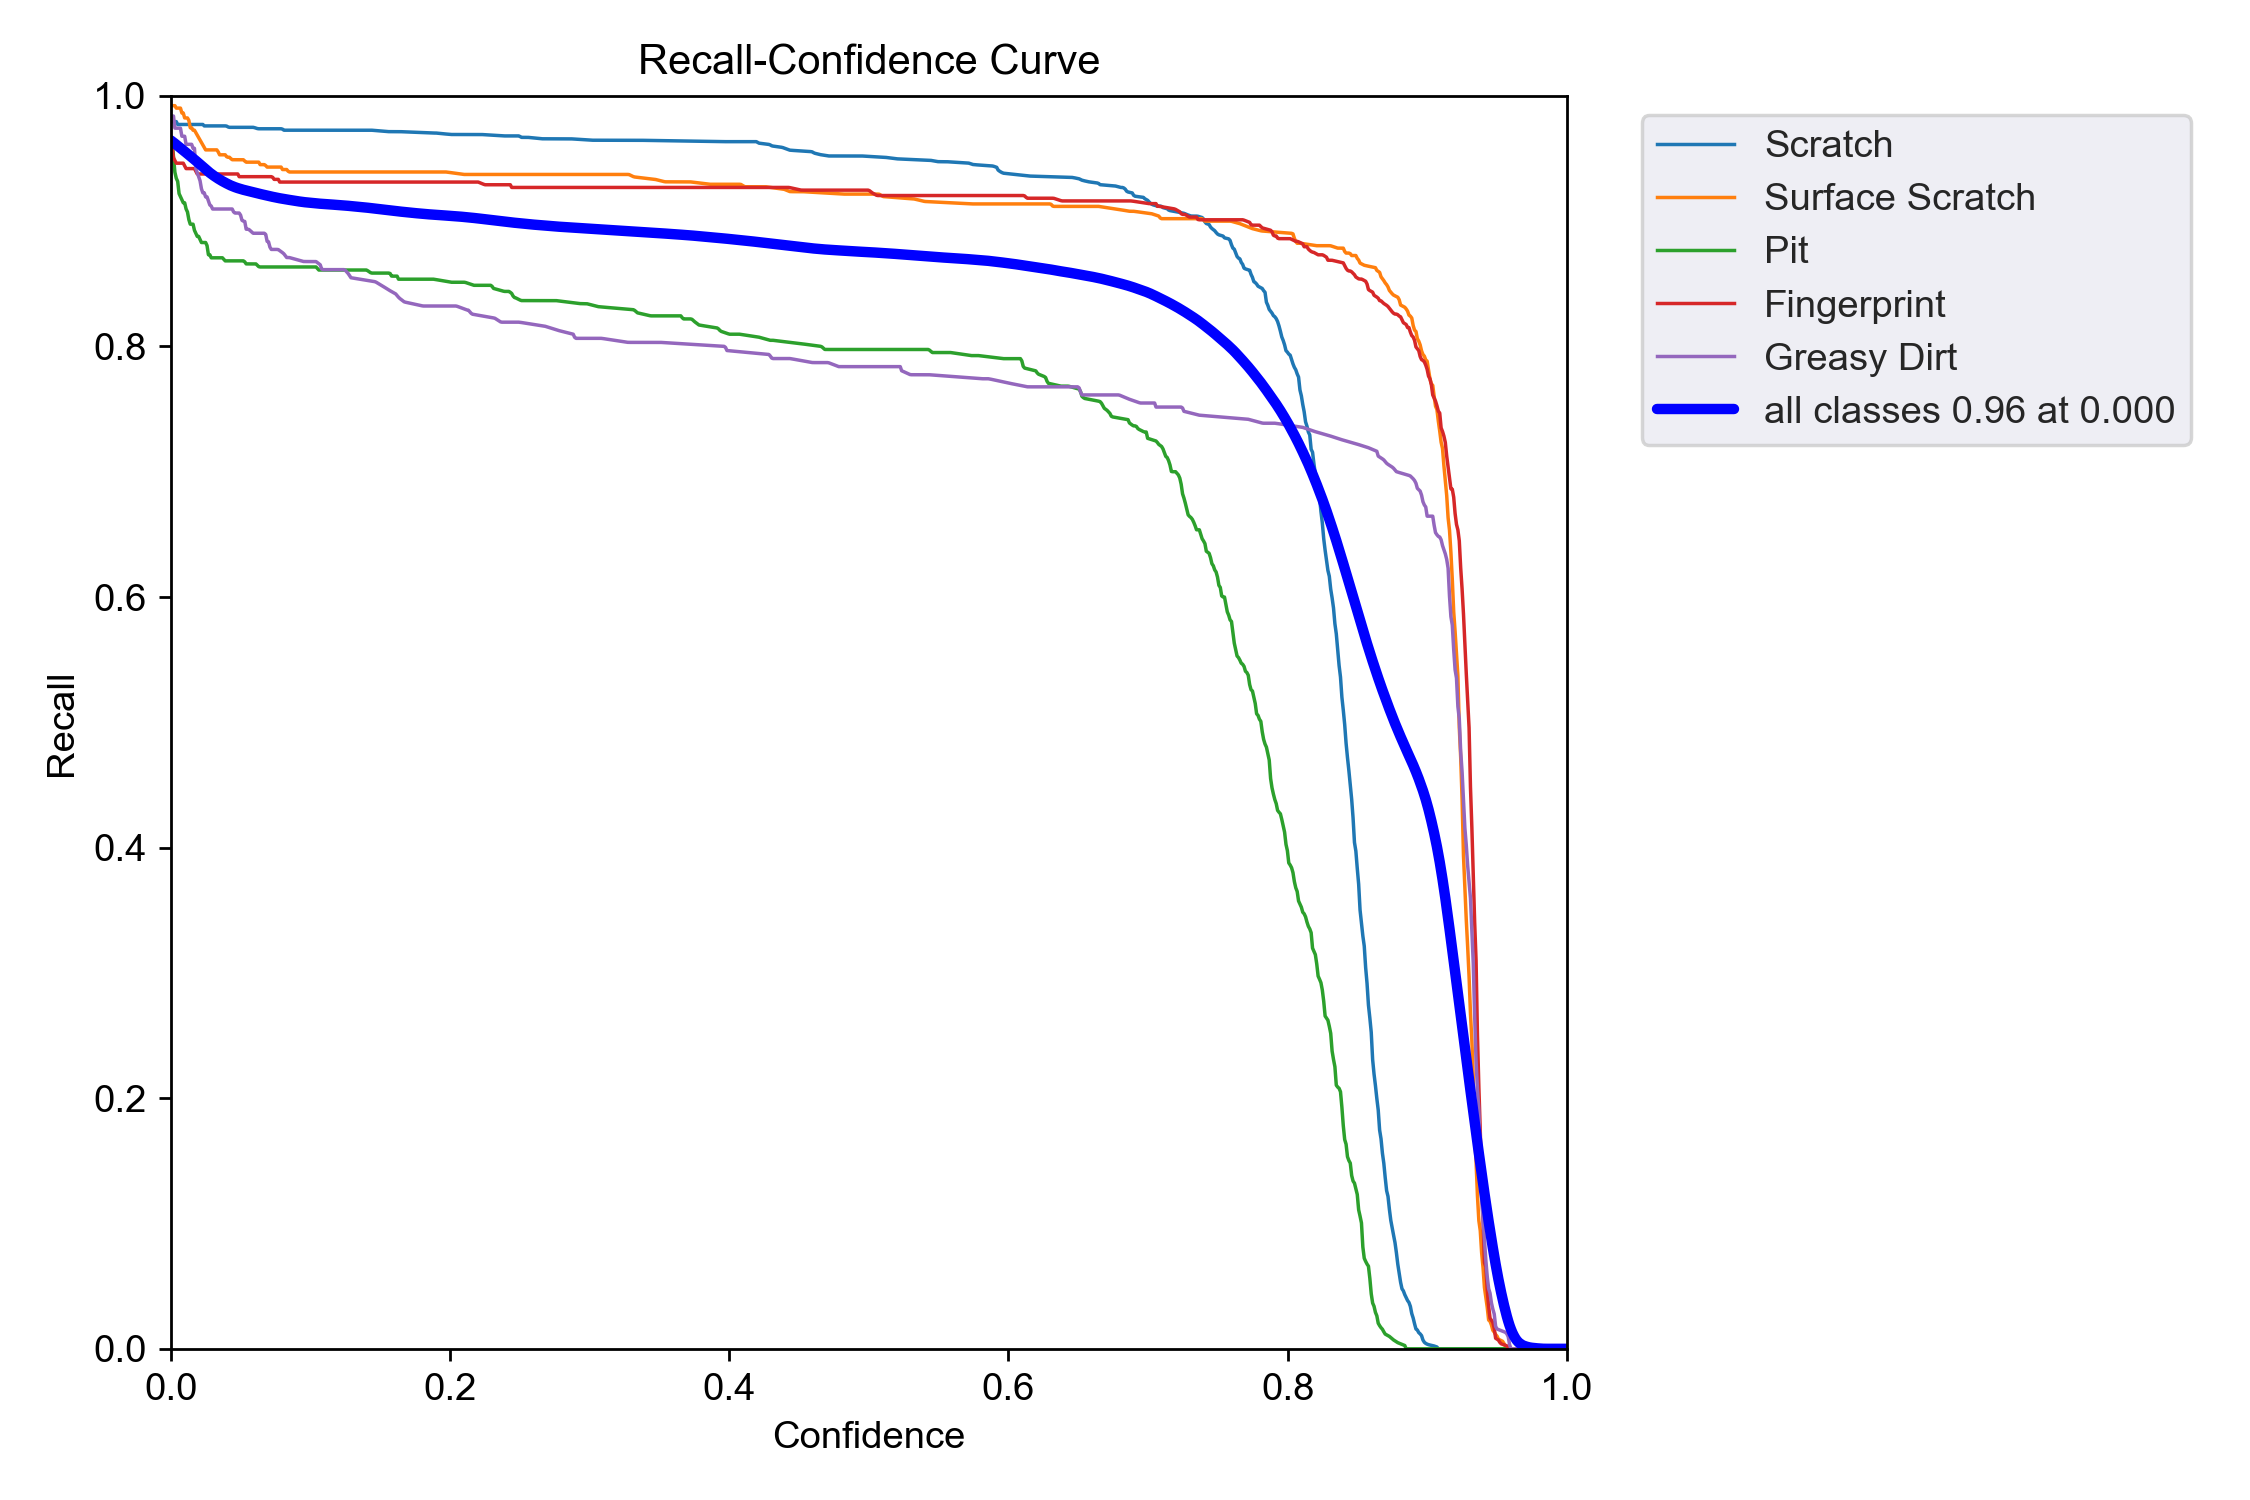 Recall-Confidence Curve
1.0
0.8
0.6
0.4
0.2
0.0
Recall
0.0 0.2 0.4 0.6 0.8 1.0
Confidence
Scratch
Surface Scratch
Pit
Fingerprint
Greasy Dirt
all classes 0.96 at 0.000